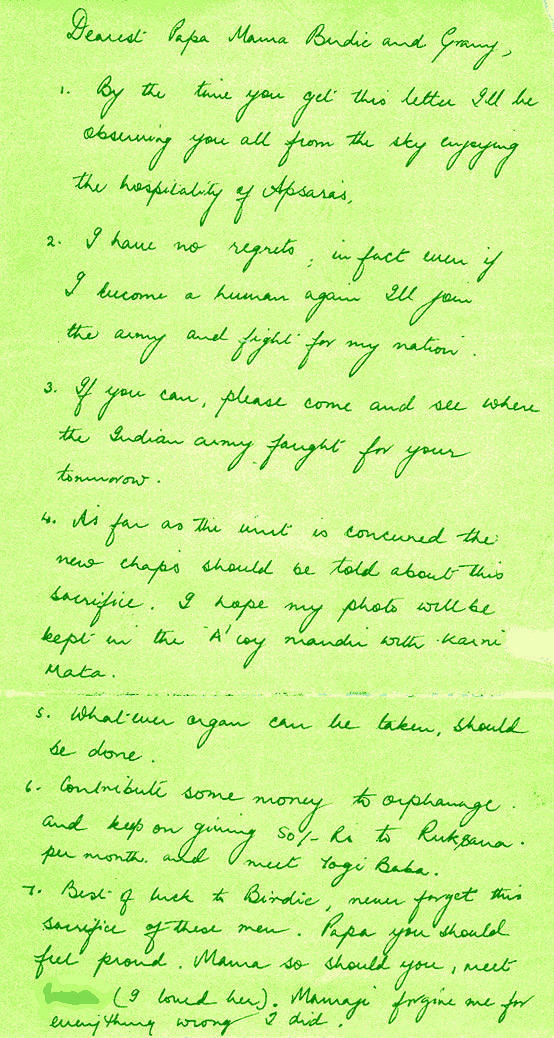 Dearest Papa Mama Birdie and Granny,
1. By the time you get this letter I'll be
observing you all from the sky enjoying
the hospitality of Apsaras,
2. I have no regrets, in fact even if
I become a human again I'll join
the army and fight for my nation.
3. If you can, please come and see where
the Indian army faught for your
tommorow.
4. As far as the unit is concerned the
new chaps should be told about this
sacrifice. I hope my photo will be
kept in the 'A' coy mandir with Karni
Mata.
5. Whatever organ can be taken, should
be done.
6. Contribute some money to orphanage.
and keep on giving 50/- Rs to Ruksana.
per month. and meet Yogi Baba.
7. Best of luck to Birdie, never forget this
sacrifice of these men. Papa you should
feel proud. Mama so should you, meet
(I loved her). Mamaji forgive me for
everything wrong I did.